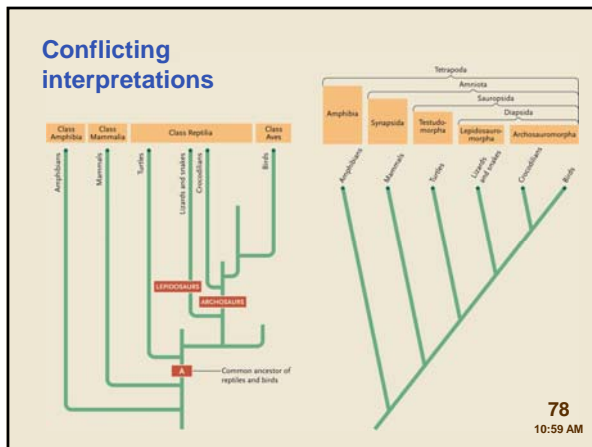 Conflicting
interpretations
Class
Amphibia
Class
Mammalia
Class Reptilia
Class
Aves
Amphibians
Mammals
Turtles
Lizards and snakes
Crocodilians
Birds
LEPIDOSAURS
ARCHOSAURS
A
Common ancestor of
reptiles and birds
Tetrapoda
Amniota
Sauropsida
Diapsida
Amphibia
Synapsida
Testudo-
morpha
Lepidosauro-
morpha
Archosauromorpha
Amphibians
Mammals
Turtles
Lizards
and snakes
Crocodilians
Birds
78
10:59 AM